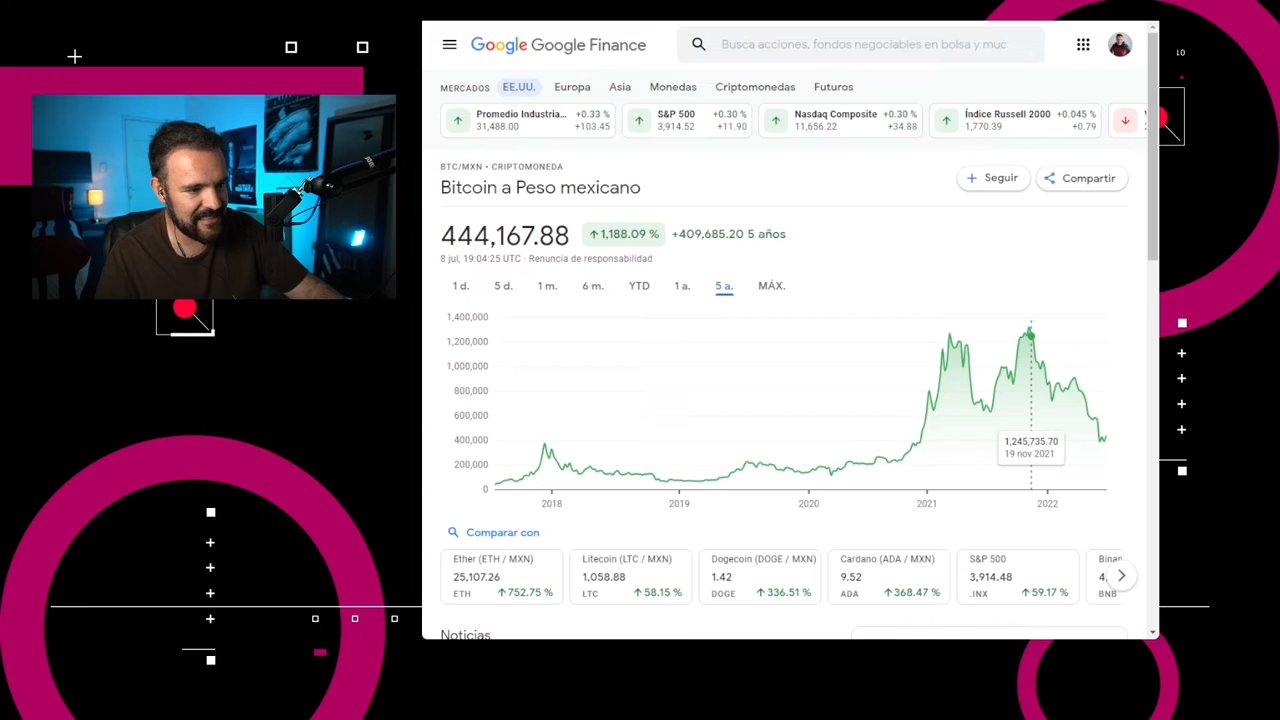 Google Google Finance
Busca acciones, fondos negociables en bolsa y muc
MERCADOS EE.UU. Europa Asia Monedas Criptomonedas Futuros
Promedio Industria... +0.33 %
31,488.00 +103.45
S&P 500 +0.30 %
3,914.52 +11.90
Nasdaq Composite +0.30 %
11,656.22 +34.88
Índice Russell 2000 +0.045 %
1,770.39 +0.79
BTC/MXN • CRIPTOMONEDA
Bitcoin a Peso mexicano
Seguir
Compartir
444,167.88 1,188.09 % +409,685.20 5 años
8 jul, 19:04:25 UTC · Renuncia de responsabilidad
1 d. 5 d. 1 m. 6 m. YTD 1 a. 5 a. MÁX.
1,400,000
1,200,000
1,000,000
800,000
600,000
400,000
200,000
0
1,245,735.70
19 nov 2021
2018 2019 2020 2021 2022
Comparar con
Ether (ETH / MXN)
25,107.26
ETH 752.75 %
Litecoin (LTC / MXN)
1,058.88
LTC 58.15 %
Dogecoin (DOGE / MXN)
1.42
DOGE 336.51 %
Cardano (ADA / MXN)
9.52
ADA 368.47 %
S&P 500
3,914.48
.INX 59.17 %
Binan
4,
BNB
Noticias